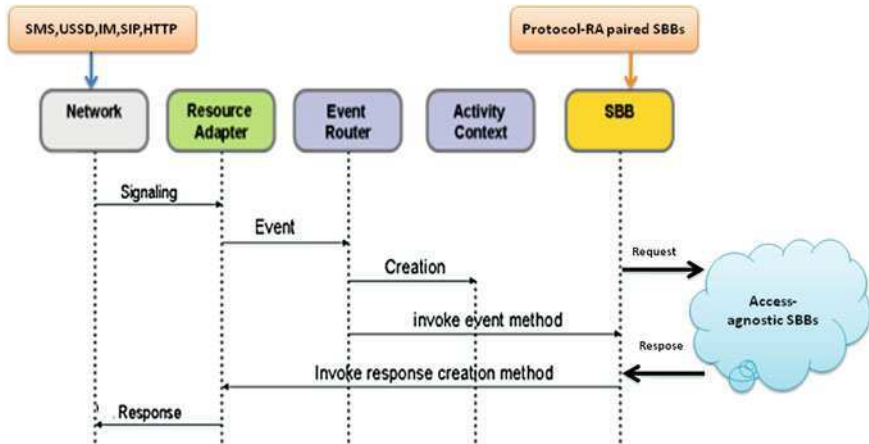 SMS,USSD,IM,SIP,HTTP
Protocol-RA paired SBBs
Network
Resource
Adapter
Event
Router
Activity
Context
SBB
Signaling
Event
Request
Creation
Access-
agnostic SBBs
invoke event method
Respose
Invoke response creation method
Response